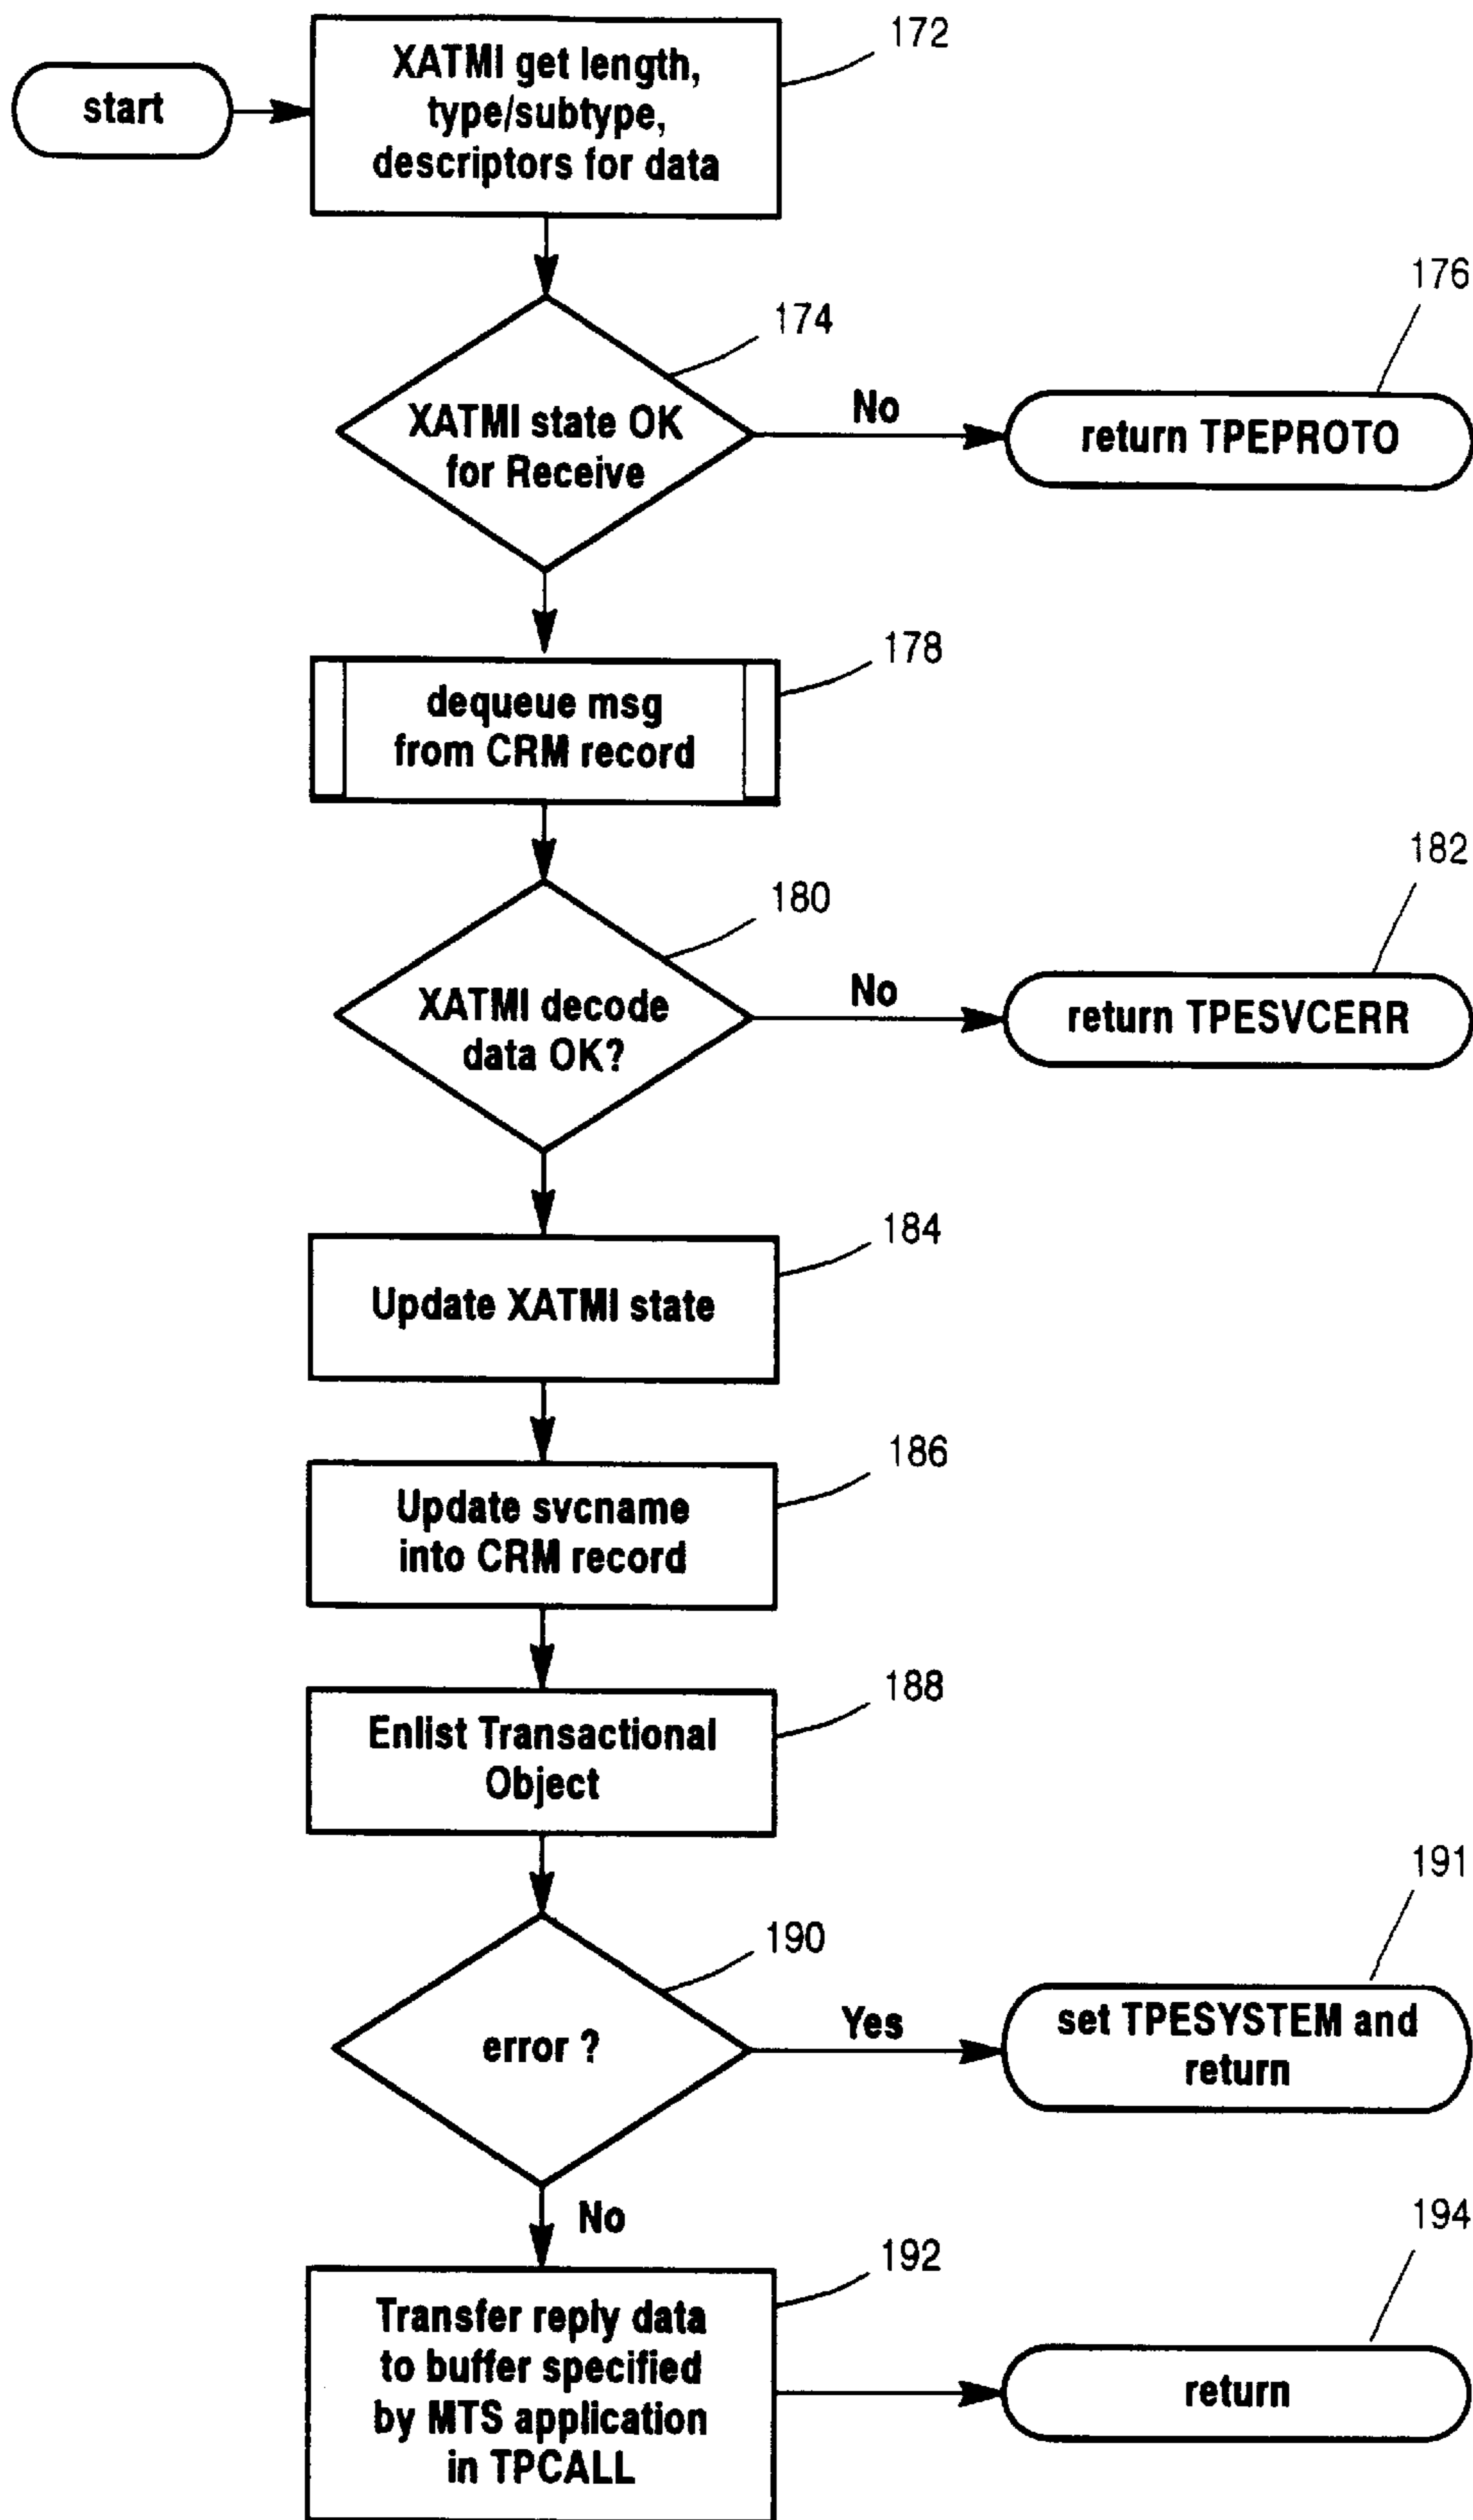 172
XATMI get length,
type/subtype,
descriptors for data
start
176
174
No
XATMI state OK
for Receive
return TPEPROTO
178
dequeue msg
from CRM record
182
180
No
XATMI decode
data OK?
return TPESVCERR
184
Update XATMI state
186
Update svcname
into CRM record
188
Enlist Transactional
Object
191
190
Yes
error ?
set TPESYSTEM and
return
No
194
192
Transfer reply data
to buffer specified
by MTS application
in TPCALL
return